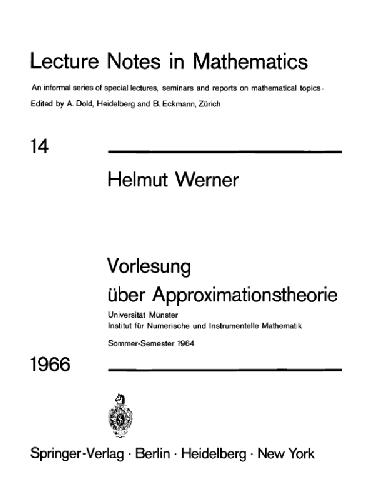 Lecture Notes in Mathematics
An informal series of special lectures, seminars and reports on mathematical topics.
Edited by A. Dold, Heidelberg and B. Eckmann, Zürich
14
Helmut Werner
Vorlesung
über Approximationstheorie
Universität Münster
Institut für Numerische und Instrumentelle Mathematik
Sommer-Semester 1964
1966
Springer-Verlag · Berlin · Heidelberg · New York